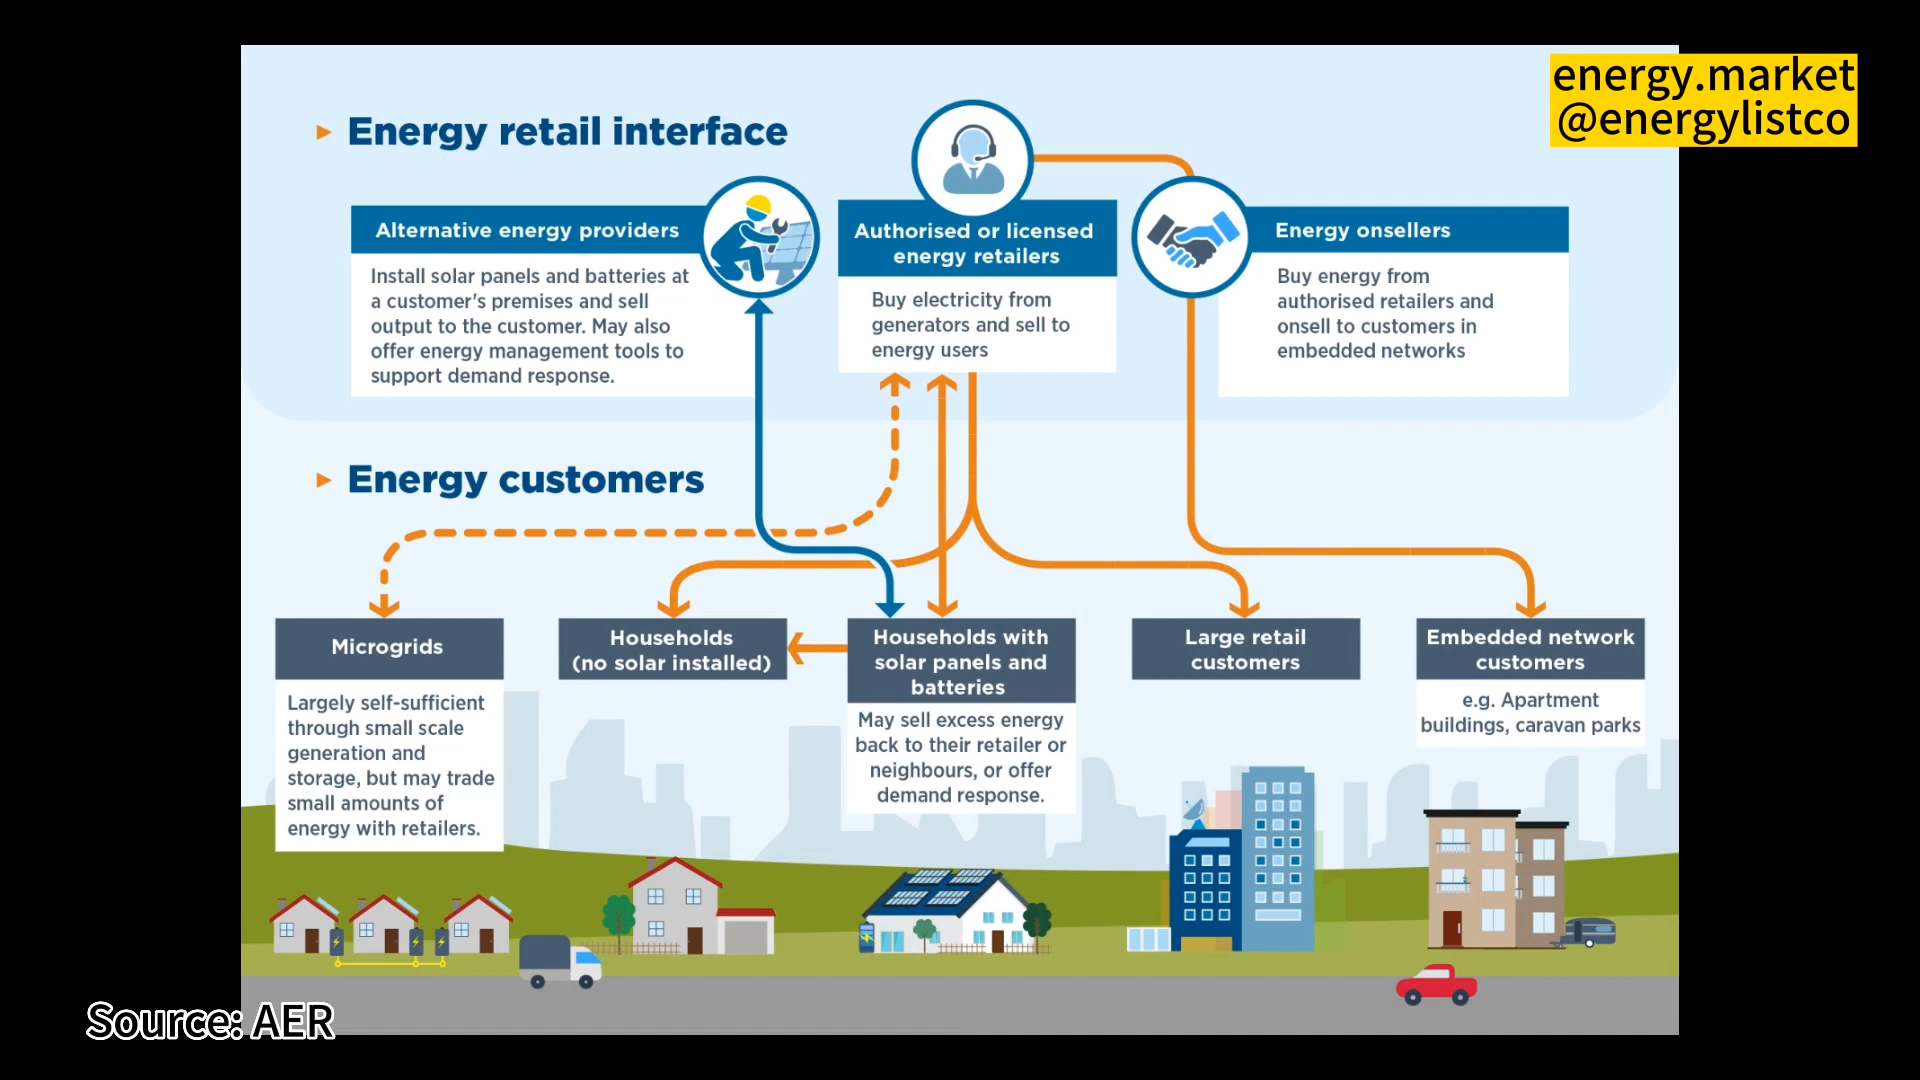 energy.market
@energylistco
Energy retail interface
Alternative energy providers
Install solar panels and batteries at
a customer's premises and sell
output to the customer. May also
offer energy management tools to
support demand response.
Authorised or licensed
energy retailers
Buy electricity from
generators and sell to
energy users
Energy onsellers
Buy energy from
authorised retailers and
onsell to customers in
embedded networks
Energy customers
Microgrids
Largely self-sufficient
through small scale
generation and
storage, but may trade
small amounts of
energy with retailers.
Households
(no solar installed)
Households with
solar panels and
batteries
May sell excess energy
back to their retailer or
neighbours, or offer
demand response.
Large retail
customers
Embedded network
customers
e.g. Apartment
buildings, caravan parks
Source: AER